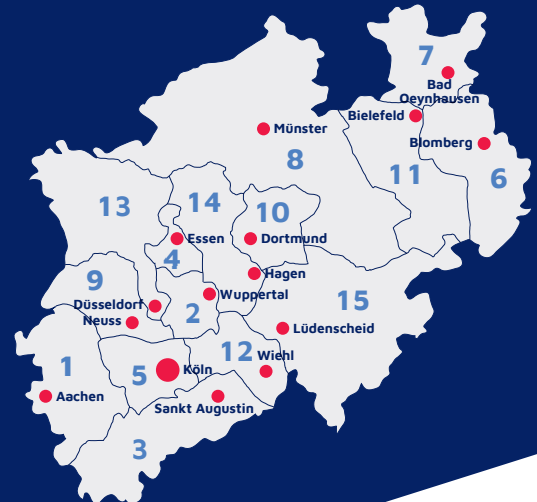 7
Bad
Oeynhausen
Bielefeld
Münster
Blomberg
8
11
6
14
13
10
Essen
Dortmund
4
Hagen
9
Wuppertal
15
Düsseldorf
2
Neuss
Lüdenscheid
12
Wiehl
1
5
Köln
Aachen
Sankt Augustin
3